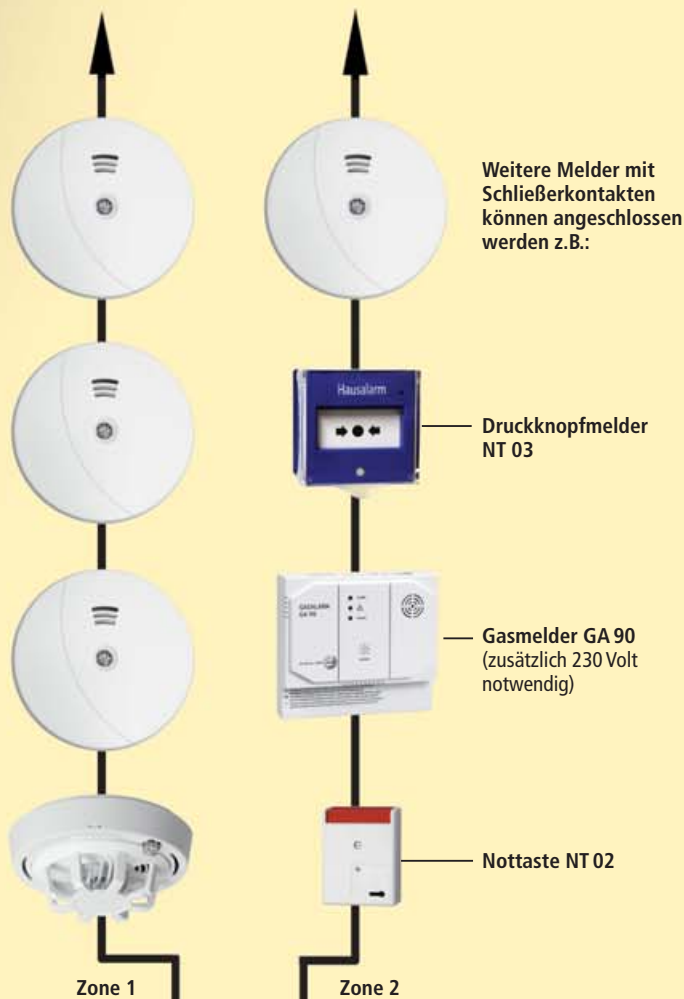 Weitere Melder mit
Schließerkontakten
können angeschlossen
werden z.B.:
Hausalarm
Druckknopfmelder
NT 03
GASALARM
GA 90
Gasmelder GA 90
(zusätzlich 230 Volt
notwendig)
Nottaste NT 02
Zone 1
Zone 2